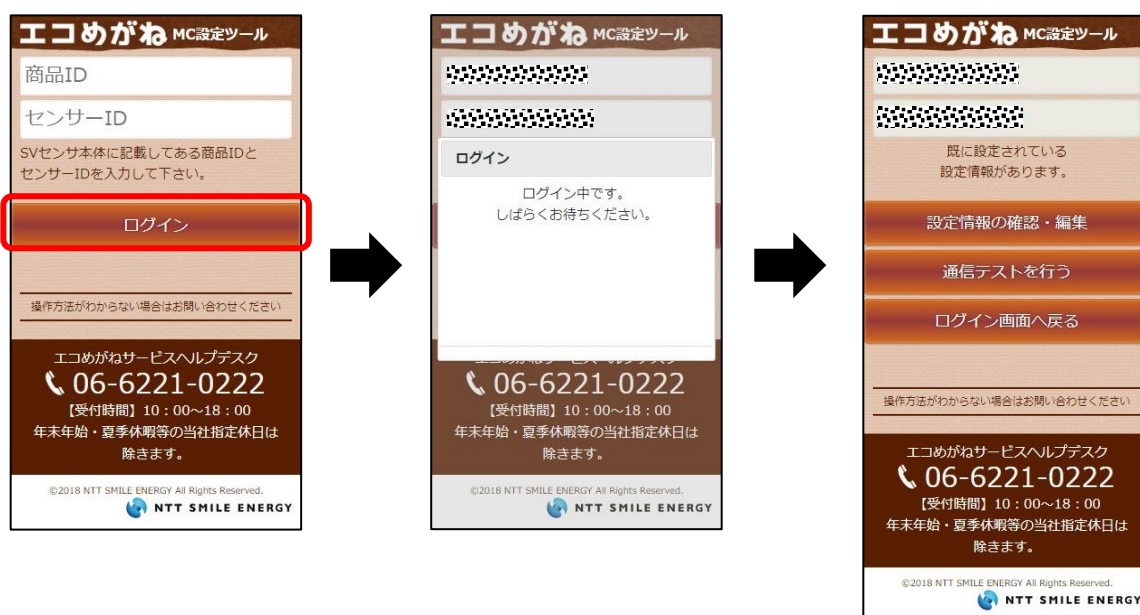 エコめがね MC設定ツール
商品ID
センサーID
SVセンサ本体に記載してある商品IDと
センサーIDを入力して下さい。
ログイン
操作方法がわからない場合はお問い合わせください
エコめがねサービスヘルプデスク
06-6221-0222
【受付時間】10：00～18：00
年末年始・夏季休暇等の当社指定休日は
除きます。
©2018 NTT SMILE ENERGY All Rights Reserved.
NTT SMILE ENERGY
エコめがね MC設定ツール
ログイン
ログイン中です。
しばらくお待ちください。
エコめがねサービスヘルプデスク
06-6221-0222
【受付時間】10：00～18：00
年末年始・夏季休暇等の当社指定休日は
除きます。
©2018 NTT SMILE ENERGY All Rights Reserved.
NTT SMILE ENERGY
エコめがね MC設定ツール
既に設定されている
設定情報があります。
設定情報の確認・編集
通信テストを行う
ログイン画面へ戻る
操作方法がわからない場合はお問い合わせください
エコめがねサービスヘルプデスク
06-6221-0222
【受付時間】10：00～18：00
年末年始・夏季休暇等の当社指定休日は
除きます。
©2018 NTT SMILE ENERGY All Rights Reserved.
NTT SMILE ENERGY